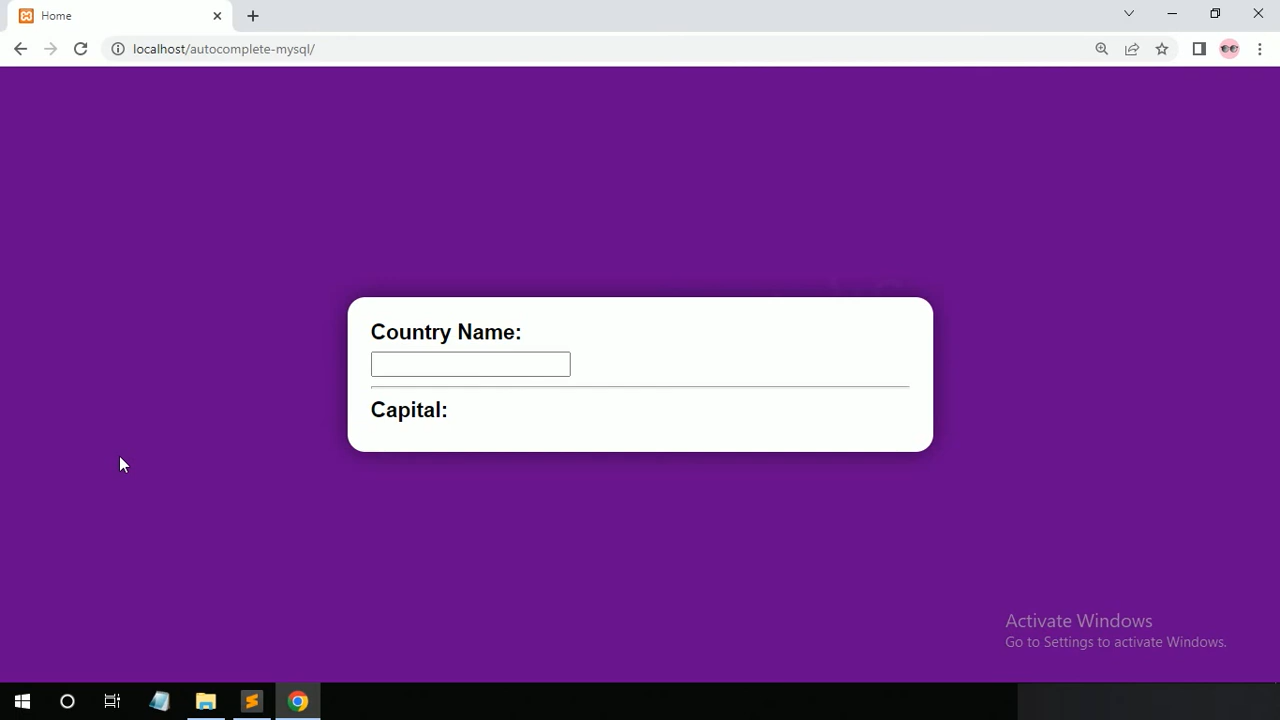 Home
localhost/autocomplete-mysql/
Country Name:
Capital:
Activate Windows
Go to Settings to activate Windows.